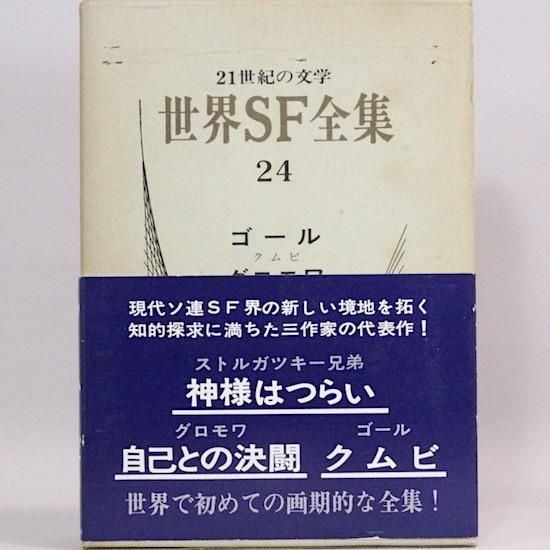 21世紀の文学
世界SF全集
24
ゴール
クムビ
グロモワ
現代ソ連SF界の新しい境地を拓く
知的探求に満ちた三作家の代表作！
ストルガツキー兄弟
神様はつらい
グロモワ ゴール
自己との決闘 クムビ
世界で初めての画期的な全集！